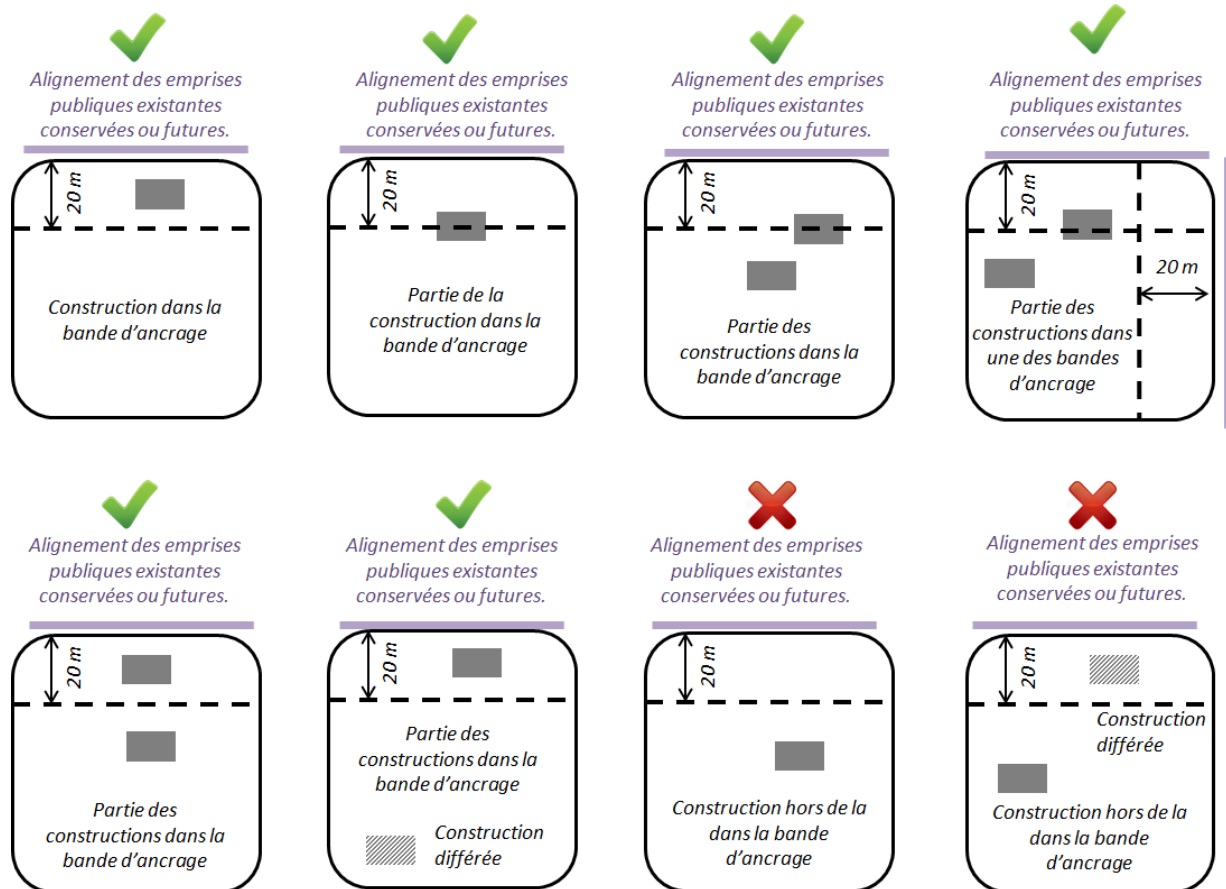 Alignement des emprises
publiques existantes
conservées ou futures.
20 m
Construction dans la
bande d'ancrage
Alignement des emprises
publiques existantes
conservées ou futures.
20 m
Partie de la
construction dans la
bande d'ancrage
Alignement des emprises
publiques existantes
conservées ou futures.
20 m
Partie des
constructions dans la
bande d'ancrage
Alignement des emprises
publiques existantes
conservées ou futures.
20 m
20 m
Partie des
constructions dans
une des bandes
d'ancrage
Alignement des emprises
publiques existantes
conservées ou futures.
20 m
Partie des
constructions dans la
bande d'ancrage
Alignement des emprises
publiques existantes
conservées ou futures.
20 m
Partie des
constructions dans la
bande d'ancrage
Construction
différée
Alignement des emprises
publiques existantes
conservées ou futures.
20 m
Construction hors de la
dans la bande
d'ancrage
Alignement des emprises
publiques existantes
conservées ou futures.
20 m
Construction
différée
Construction hors de la
dans la bande
d'ancrage